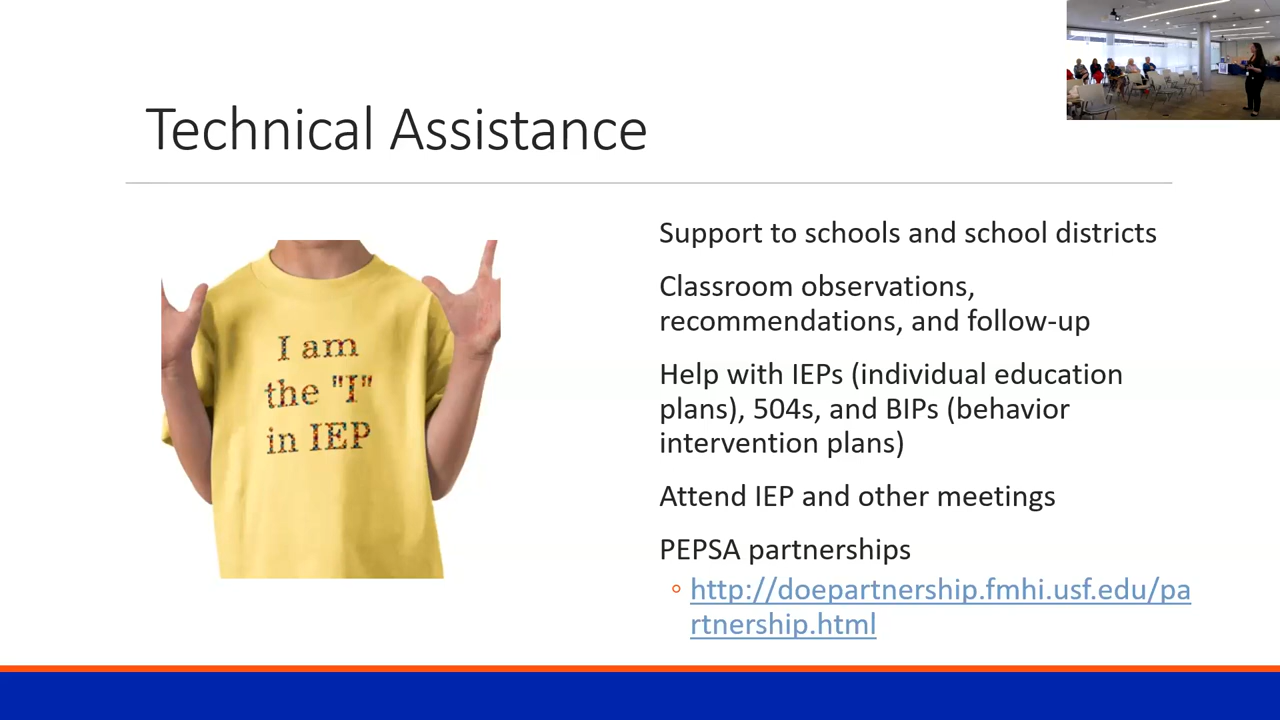 Technical Assistance
I am
the "I"
in IEP
Support to schools and school districts
Classroom observations,
recommendations, and follow-up
Help with IEPs (individual education
plans), 504s, and BIPs (behavior
intervention plans)
Attend IEP and other meetings
PEPSA partnerships
http://doepartnership.fmhi.usf.edu/pa
rtnership.html